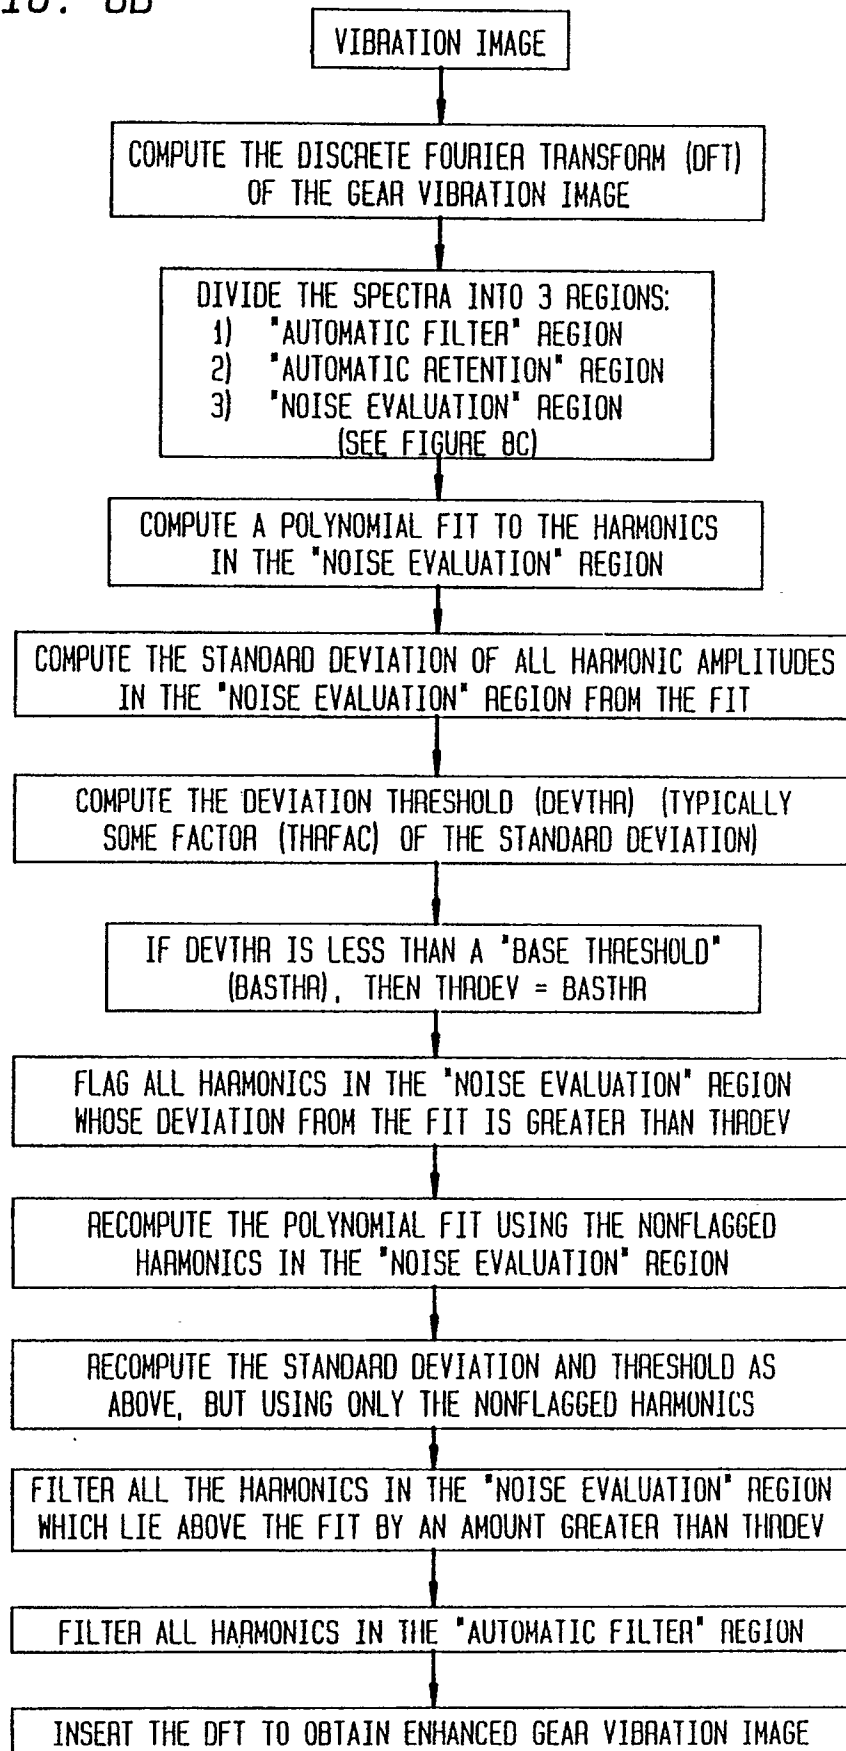 VIBRATION IMAGE
COMPUTE THE DISCRETE FOURIER TRANSFORM (DFT)
OF THE GEAR VIBRATION IMAGE
DIVIDE THE SPECTRA INTO 3 REGIONS:
1) "AUTOMATIC FILTER" REGION
2) "AUTOMATIC RETENTION" REGION
3) "NOISE EVALUATION" REGION
(SEE FIGURE 8C)
COMPUTE A POLYNOMIAL FIT TO THE HARMONICS
IN THE "NOISE EVALUATION" REGION
COMPUTE THE STANDARD DEVIATION OF ALL HARMONIC AMPLITUDES
IN THE "NOISE EVALUATION" REGION FROM THE FIT
COMPUTE THE DEVIATION THRESHOLD (DEVTHR) (TYPICALLY
SOME FACTOR (THRFAC) OF THE STANDARD DEVIATION)
IF DEVTHR IS LESS THAN A "BASE THRESHOLD"
(BASTHR), THEN THRDEV = BASTHR
FLAG ALL HARMONICS IN THE "NOISE EVALUATION" REGION
WHOSE DEVIATION FROM THE FIT IS GREATER THAN THRDEV
RECOMPUTE THE POLYNOMIAL FIT USING THE NONFLAGGED
HARMONICS IN THE "NOISE EVALUATION" REGION
RECOMPUTE THE STANDARD DEVIATION AND THRESHOLD AS
ABOVE, BUT USING ONLY THE NONFLAGGED HARMONICS
FILTER ALL THE HARMONICS IN THE "NOISE EVALUATION" REGION
WHICH LIE ABOVE THE FIT BY AN AMOUNT GREATER THAN THRDEV
FILTER ALL HARMONICS IN THE "AUTOMATIC FILTER" REGION
INSERT THE DFT TO OBTAIN ENHANCED GEAR VIBRATION IMAGE